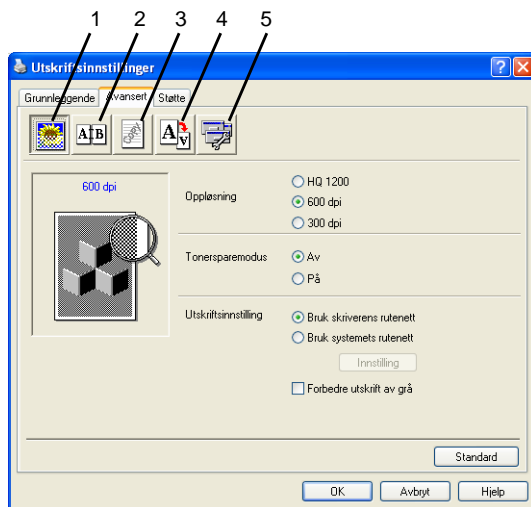 1 2 3 4 5
Utskriftsinnstillinger
Grunnleggende Avansert Støtte
A B copy A A
600 dpi
Oppløsning
HQ 1200
600 dpi
300 dpi
Tonersparemodus
Av
På
Utskriftsinnstilling
Bruk skriverens rutenett
Bruk systemets rutenett
Innstilling
Forbedre utskrift av grå
Standard
OK Avbryt Hjelp